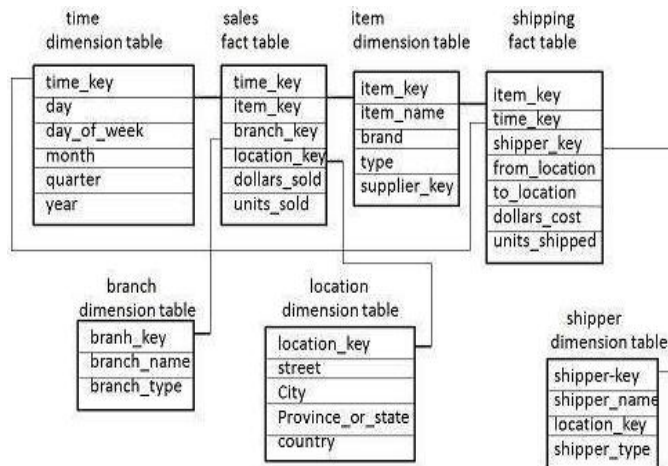 time
dimension table
time_key
day
day_of_week
month
quarter
year
sales
fact table
time_key
item_key
branch_key
location_key
dollars_sold
units_sold
item
dimension table
item_key
item_name
brand
type
supplier_key
shipping
fact table
item_key
time_key
shipper_key
from_location
to_location
dollars_cost
units_shipped
branch
dimension table
branh_key
branch_name
branch_type
location
dimension table
location_key
street
City
Province_or_state
country
shipper
dimension table
shipper-key
shipper_name
location_key
shipper_type